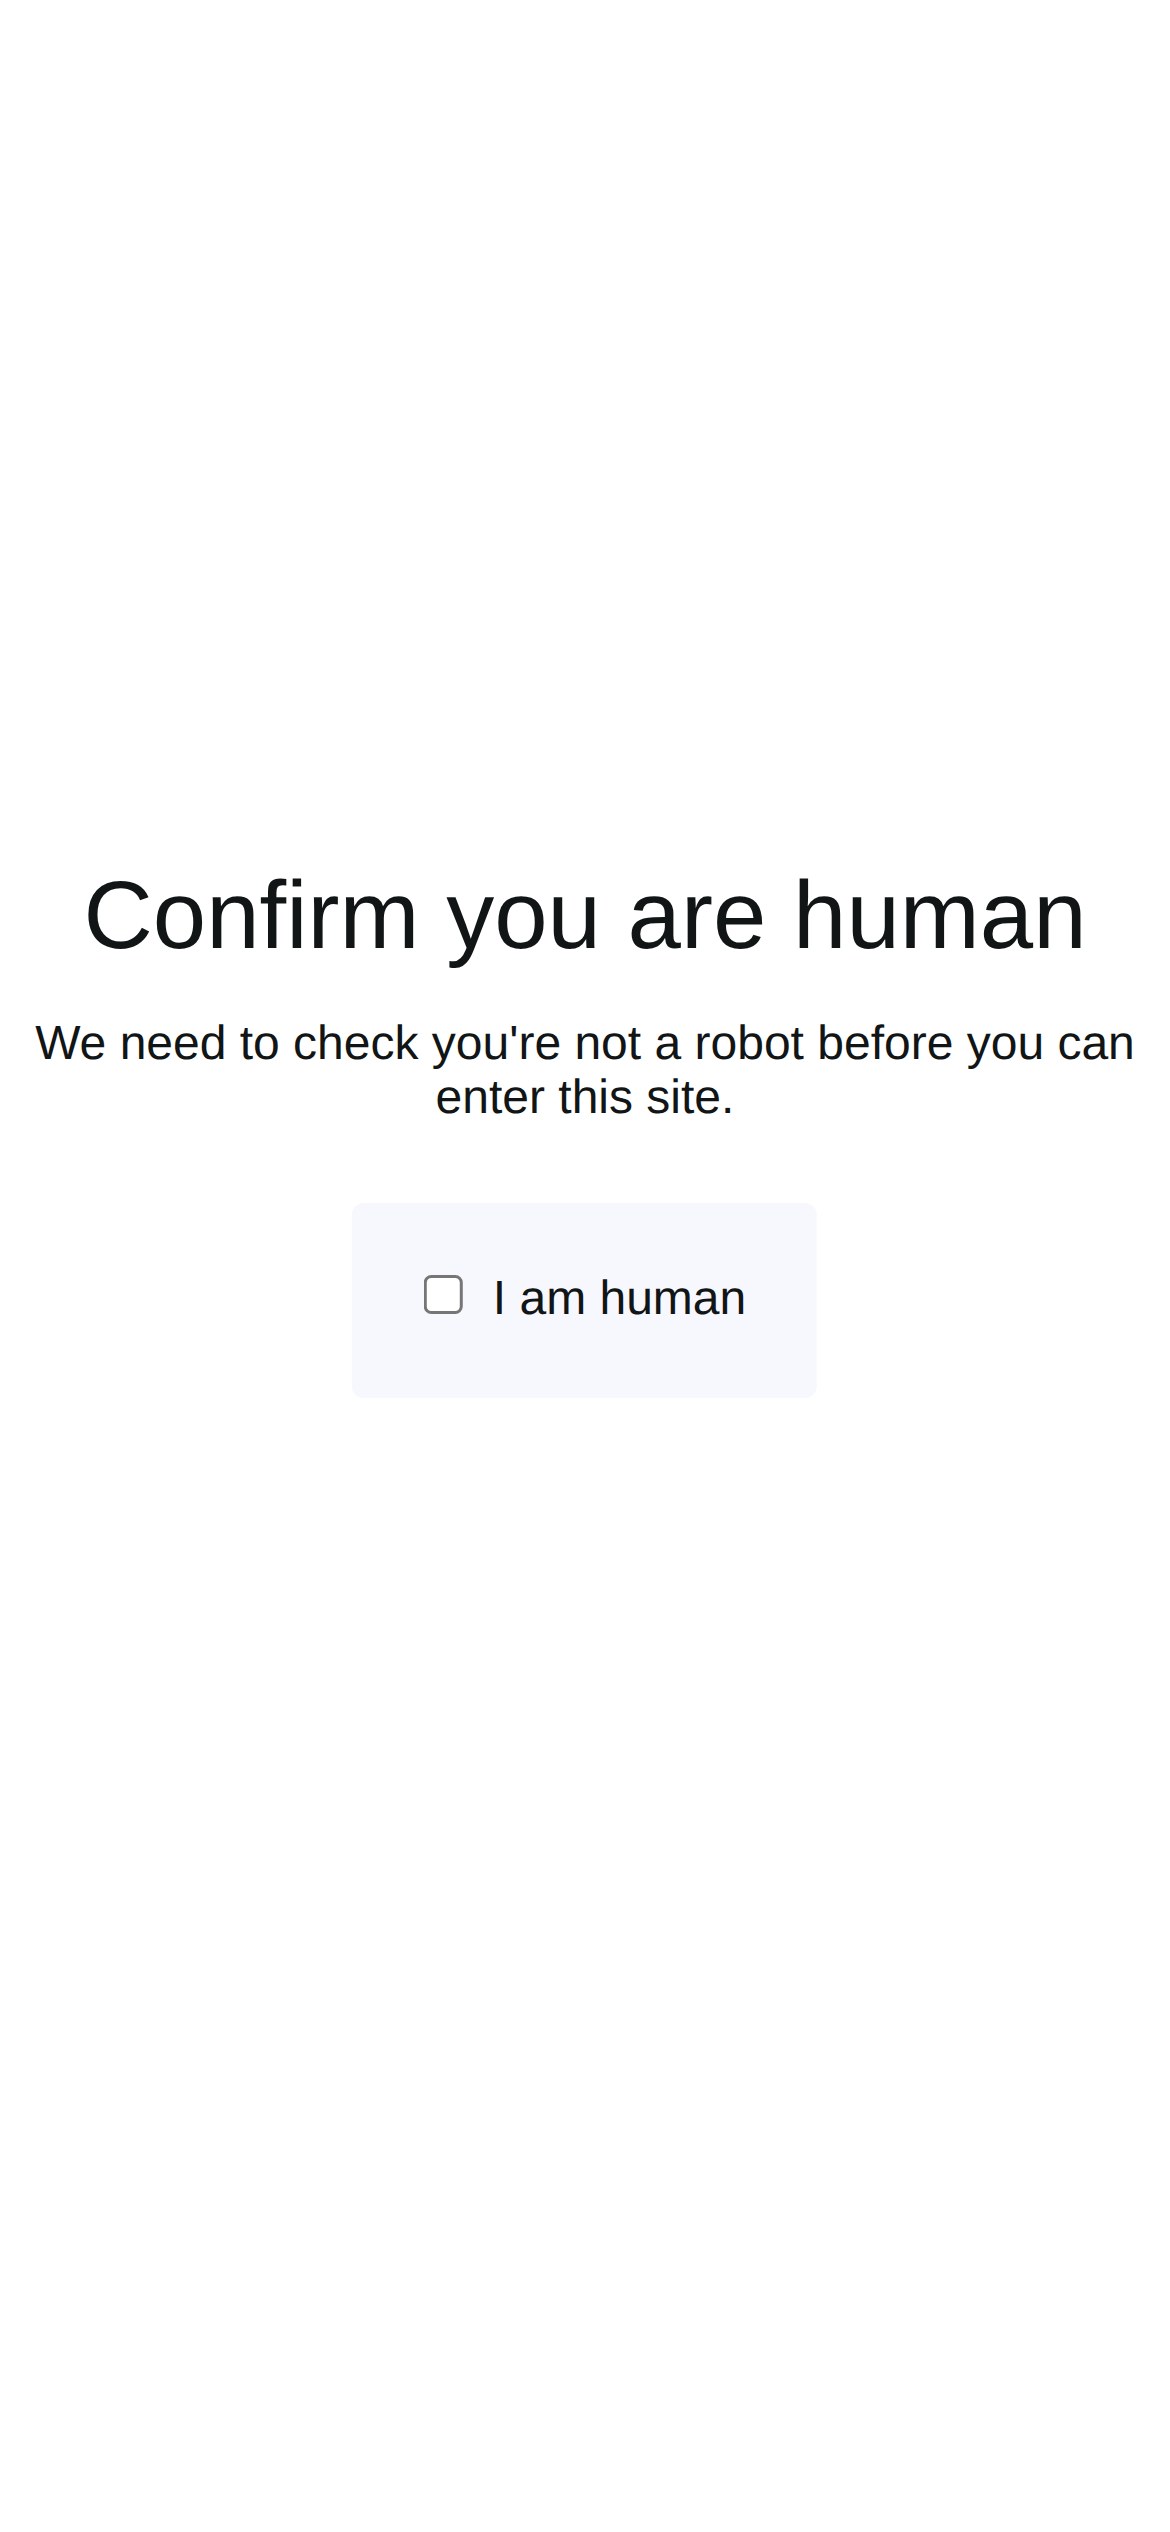 Confirm you are human
We need to check you're not a robot before you can
enter this site.
I am human